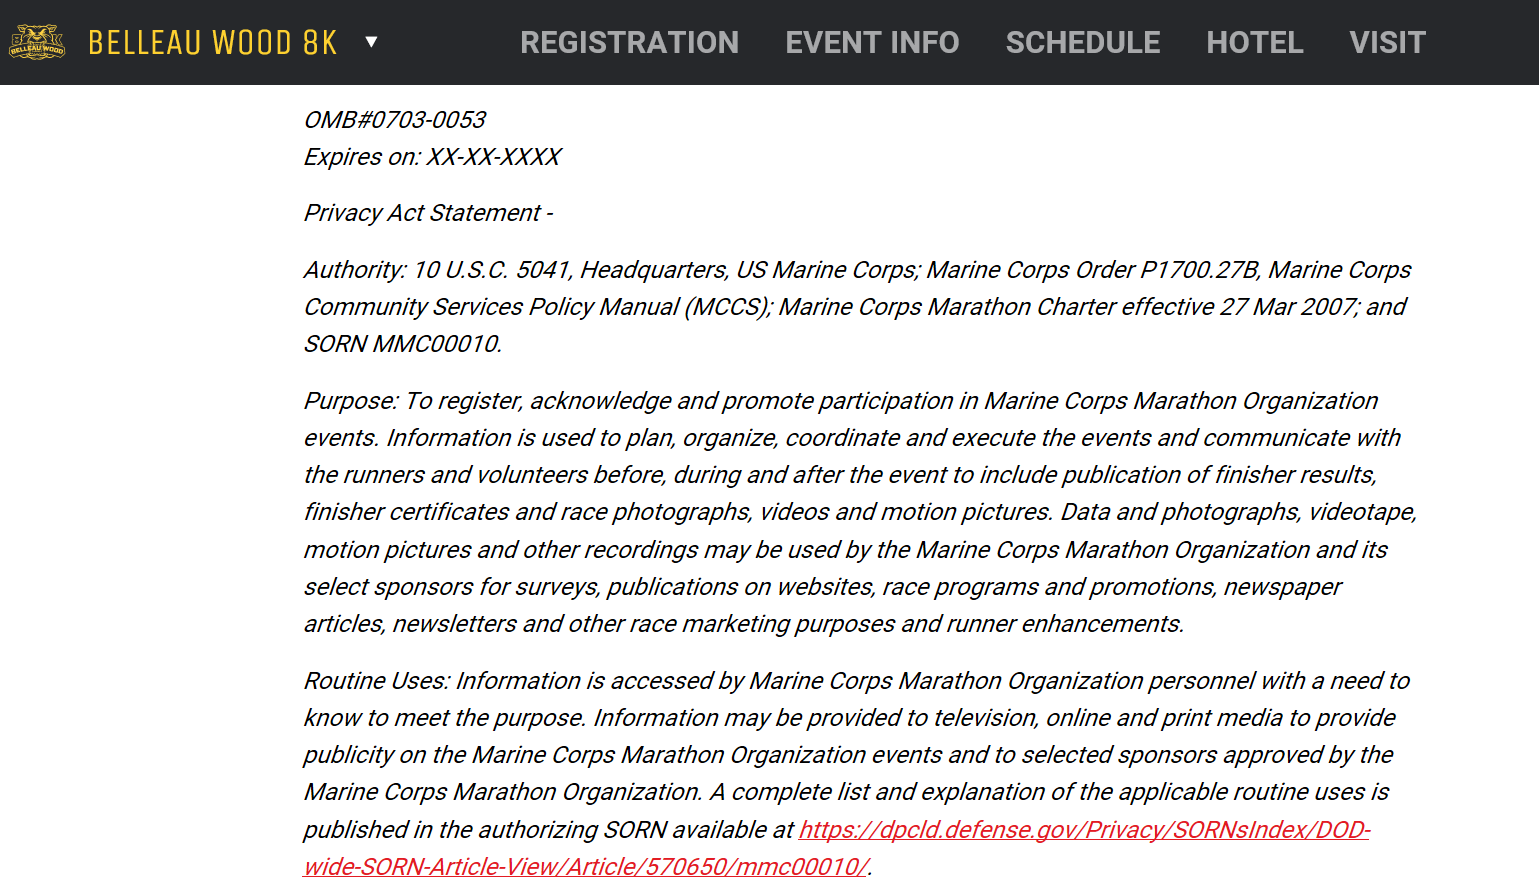 BELLEAU WOOD
BELLEAU WOOD 8K ▼ REGISTRATION EVENT INFO SCHEDULE HOTEL VISIT
OMB#0703-0053
Expires on: XX-XX-XXXX
Privacy Act Statement -
Authority: 10 U.S.C. 5041, Headquarters, US Marine Corps; Marine Corps Order P1700.27B, Marine Corps
Community Services Policy Manual (MCCS); Marine Corps Marathon Charter effective 27 Mar 2007; and
SORN MMC00010.
Purpose: To register, acknowledge and promote participation in Marine Corps Marathon Organization
events. Information is used to plan, organize, coordinate and execute the events and communicate with
the runners and volunteers before, during and after the event to include publication of finisher results,
finisher certificates and race photographs, videos and motion pictures. Data and photographs, videotape,
motion pictures and other recordings may be used by the Marine Corps Marathon Organization and its
select sponsors for surveys, publications on websites, race programs and promotions, newspaper
articles, newsletters and other race marketing purposes and runner enhancements.
Routine Uses: Information is accessed by Marine Corps Marathon Organization personnel with a need to
know to meet the purpose. Information may be provided to television, online and print media to provide
publicity on the Marine Corps Marathon Organization events and to selected sponsors approved by the
Marine Corps Marathon Organization. A complete list and explanation of the applicable routine uses is
published in the authorizing SORN available at https://dpcld.defense.gov/Privacy/SORNsIndex/DOD-
wide-SORN-Article-View/Article/570650/mmc00010/.